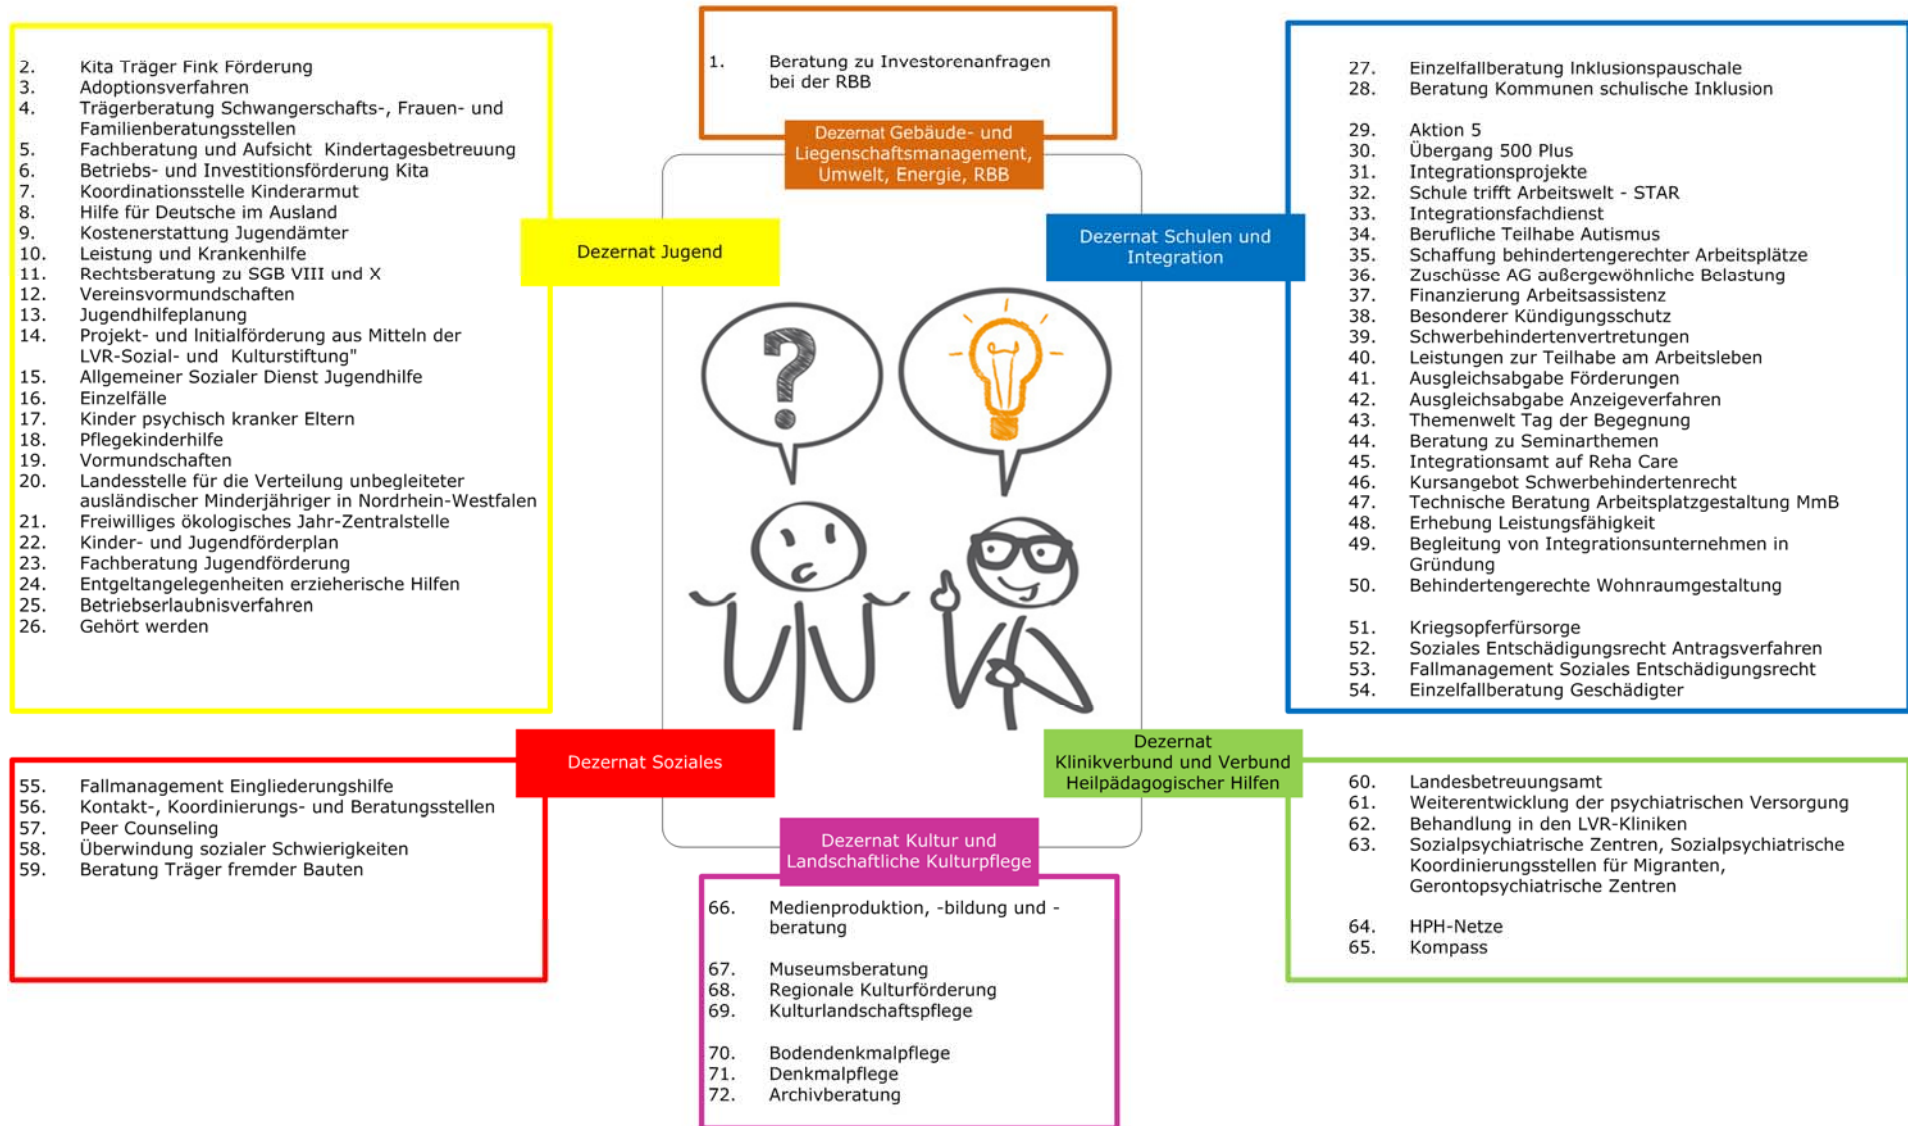 1. Beratung zu Investorenanfragen
bei der RBB
Dezernat Gebäude- und
Liegenschaftsmanagement,
Umwelt, Energie, RBB
2. Kita Träger Fink Förderung
3. Adoptionsverfahren
4. Trägerberatung Schwangerschafts-, Frauen- und
Familienberatungsstellen
5. Fachberatung und Aufsicht Kindertagesbetreuung
6. Betriebs- und Investitionsförderung Kita
7. Koordinationsstelle Kinderarmut
8. Hilfe für Deutsche im Ausland
9. Kostenerstattung Jugendämter
10. Leistung und Krankenhilfe
11. Rechtsberatung zu SGB VIII und X
12. Vereinsvormundschaften
13. Jugendhilfeplanung
14. Projekt- und Initialförderung aus Mitteln der
LVR-Sozial- und Kulturstiftung"
15. Allgemeiner Sozialer Dienst Jugendhilfe
16. Einzelfälle
17. Kinder psychisch kranker Eltern
18. Pflegekinderhilfe
19. Vormundschaften
20. Landesstelle für die Verteilung unbegleiteter
ausländischer Minderjähriger in Nordrhein-Westfalen
21. Freiwilliges ökologisches Jahr-Zentralstelle
22. Kinder- und Jugendförderplan
23. Fachberatung Jugendförderung
24. Entgeltangelegenheiten erzieherische Hilfen
25. Betriebserlaubnisverfahren
26. Gehört werden
Dezernat Jugend
Dezernat Schulen und
Integration
27. Einzelfallberatung Inklusionspauschale
28. Beratung Kommunen schulische Inklusion
29. Aktion 5
30. Übergang 500 Plus
31. Integrationsprojekte
32. Schule trifft Arbeitswelt - STAR
33. Integrationsfachdienst
34. Berufliche Teilhabe Autismus
35. Schaffung behindertengerechter Arbeitsplätze
36. Zuschüsse AG außergewöhnliche Belastung
37. Finanzierung Arbeitsassistenz
38. Besonderer Kündigungsschutz
39. Schwerbehindertenvertretungen
40. Leistungen zur Teilhabe am Arbeitsleben
41. Ausgleichsabgabe Förderungen
42. Ausgleichsabgabe Anzeigeverfahren
43. Themenwelt Tag der Begegnung
44. Beratung zu Seminarthemen
45. Integrationsamt auf Reha Care
46. Kursangebot Schwerbehindertenrecht
47. Technische Beratung Arbeitsplatzgestaltung MmB
48. Erhebung Leistungsfähigkeit
49. Begleitung von Integrationsunternehmen in
Gründung
50. Behindertengerechte Wohnraumgestaltung
51. Kriegsopferfürsorge
52. Soziales Entschädigungsrecht Antragsverfahren
53. Fallmanagement Soziales Entschädigungsrecht
54. Einzelfallberatung Geschädigter
?
Dezernat Soziales
55. Fallmanagement Eingliederungshilfe
56. Kontakt-, Koordinierungs- und Beratungsstellen
57. Peer Counseling
58. Überwindung sozialer Schwierigkeiten
59. Beratung Träger fremder Bauten
Dezernat
Klinikverbund und Verbund
Heilpädagogischer Hilfen
60. Landesbetreuungsamt
61. Weiterentwicklung der psychiatrischen Versorgung
62. Behandlung in den LVR-Kliniken
63. Sozialpsychiatrische Zentren, Sozialpsychiatrische
Koordinierungsstellen für Migranten,
Gerontopsychiatrische Zentren
64. HPH-Netze
65. Kompass
Dezernat Kultur und
Landschaftliche Kulturpflege
66. Medienproduktion, -bildung und -
beratung
67. Museumsberatung
68. Regionale Kulturförderung
69. Kulturlandschaftspflege
70. Bodendenkmalpflege
71. Denkmalpflege
72. Archivberatung